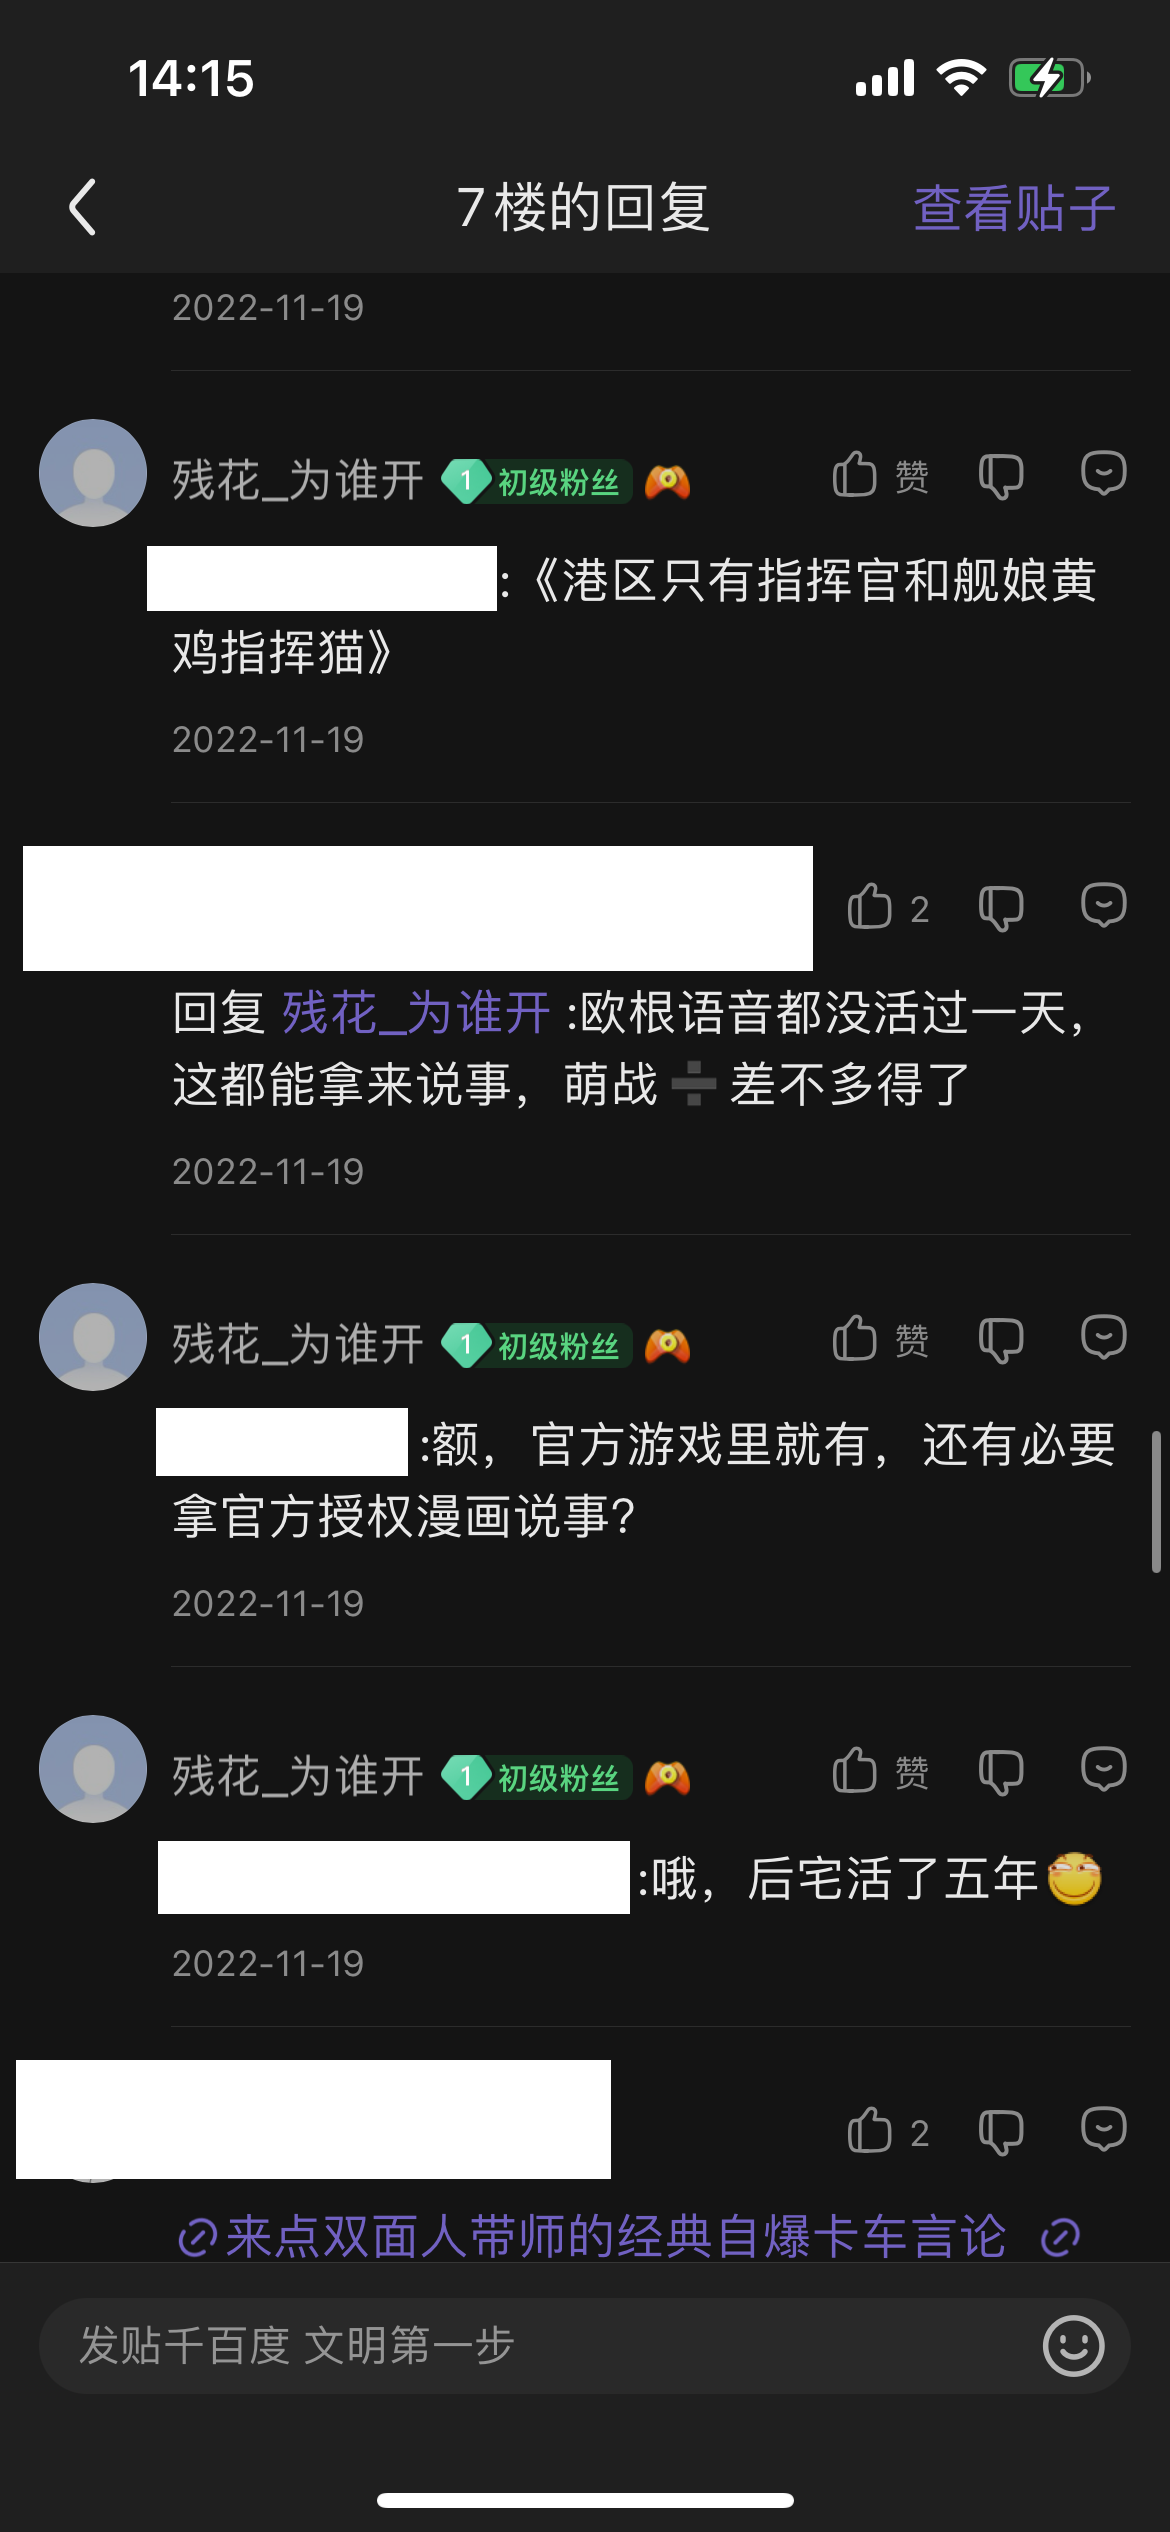 14:15
7楼的回复
查看贴子
2022-11-19
残花_为谁开 1 初级粉丝 赞
:《港区只有指挥官和舰娘黄
鸡指挥猫》
2022-11-19
2
回复 残花_为谁开 :欧根语音都没活过一天，
这都能拿来说事，萌战➗差不多得了
2022-11-19
残花_为谁开 1 初级粉丝 赞
:额，官方游戏里就有，还有必要
拿官方授权漫画说事？
2022-11-19
残花_为谁开 1 初级粉丝 赞
:哦，后宅活了五年
2022-11-19
2
来点双面人带师的经典自爆卡车言论
发贴千百度 文明第一步